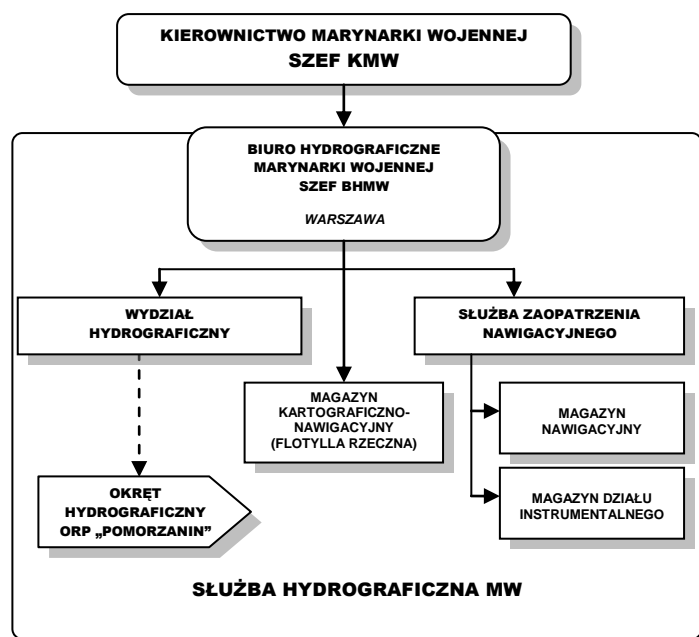 KIEROWNICTWO MARYNARKI WOJENNEJ
SZEF KMW
BIURO HYDROGRAFICZNE
MARYNARKI WOJENNEJ
SZEF BHMW
WARSZAWA
WYDZIAŁ
HYDROGRAFICZNY
SŁUŻBA ZAOPATRZENIA
NAWIGACYJNEGO
MAGAZYN
KARTOGRAFICZNO-
NAWIGACYJNY
(FLOTYLLA RZECZNA)
MAGAZYN
NAWIGACYJNY
OKRĘT
HYDROGRAFICZNY
ORP „POMORZANIN”
MAGAZYN DZIAŁU
INSTRUMENTALNEGO
SŁUŻBA HYDROGRAFICZNA MW